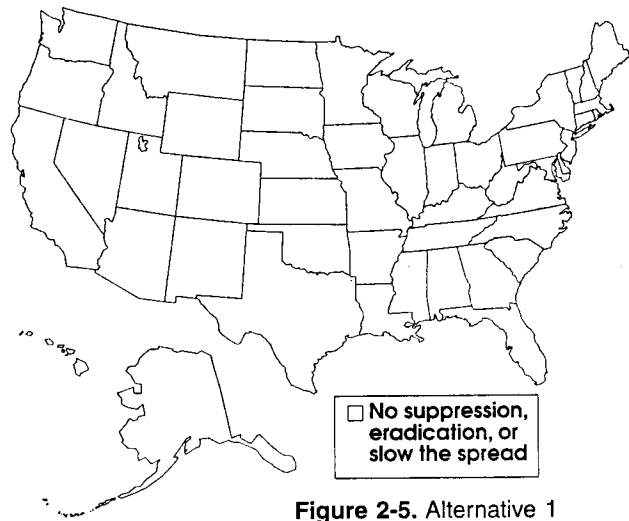 No suppression,
eradication, or
slow the spread
Figure 2-5. Alternative 1